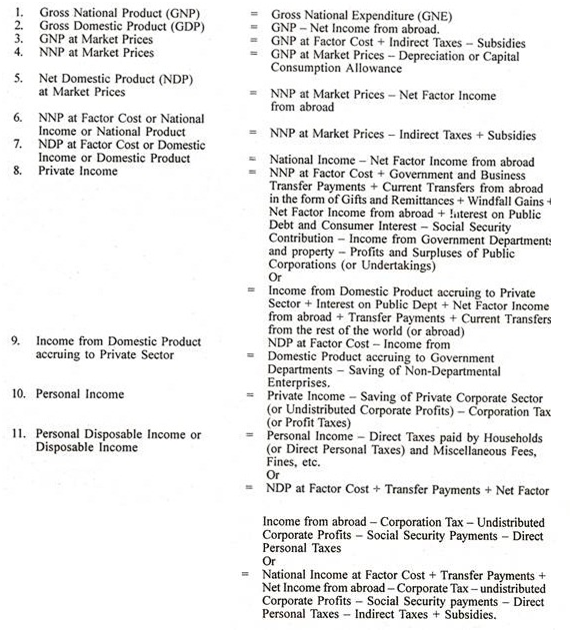 1. Gross National Product (GNP) = Gross National Expenditure (GNE)
2. Gross Domestic Product (GDP) = GNP – Net Income from abroad.
3. GNP at Market Prices = GNP at Factor Cost + Indirect Taxes – Subsidies
4. NNP at Market Prices = GNP at Market Prices – Depreciation or Capital
Consumption Allowance
5. Net Domestic Product (NDP)
at Market Prices = NNP at Market Prices – Net Factor Income
from abroad
6. NNP at Factor Cost or National
Income or National Product = NNP at Market Prices – Indirect Taxes + Subsidies
7. NDP at Factor Cost or Domestic
Income or Domestic Product = National Income – Net Factor Income from abroad
8. Private Income = NNP at Factor Cost + Government and Business
Transfer Payments + Current Transfers from abroad
in the form of Gifts and Remittances + Windfall Gains +
Net Factor Income from abroad + Interest on Public
Debt and Consumer Interest – Social Security
Contribution – Income from Government Departments
and property – Profits and Surpluses of Public
Corporations (or Undertakings)
Or
= Income from Domestic Product accruing to Private
Sector + Interest on Public Dept + Net Factor Income
from abroad + Transfer Payments + Current Transfers
from the rest of the world (or abroad)
9. Income from Domestic Product NDP at Factor Cost – Income from
accruing to Private Sector = Domestic Product accruing to Government
Departments – Saving of Non-Departmental
Enterprises.
10. Personal Income = Private Income – Saving of Private Corporate Sector
(or Undistributed Corporate Profits) – Corporation Tax
(or Profit Taxes)
11. Personal Disposable Income or = Personal Income – Direct Taxes paid by Households
Disposable Income (or Direct Personal Taxes) and Miscellaneous Fees,
Fines, etc.
Or
= NDP at Factor Cost + Transfer Payments + Net Factor
Income from abroad – Corporation Tax – Undistributed
Corporate Profits – Social Security Payments – Direct
Personal Taxes
Or
= National Income at Factor Cost + Transfer Payments +
Net Income from abroad – Corporate Tax – undistributed
Corporate Profits – Social Security payments – Direct
Personal Taxes – Indirect Taxes + Subsidies.